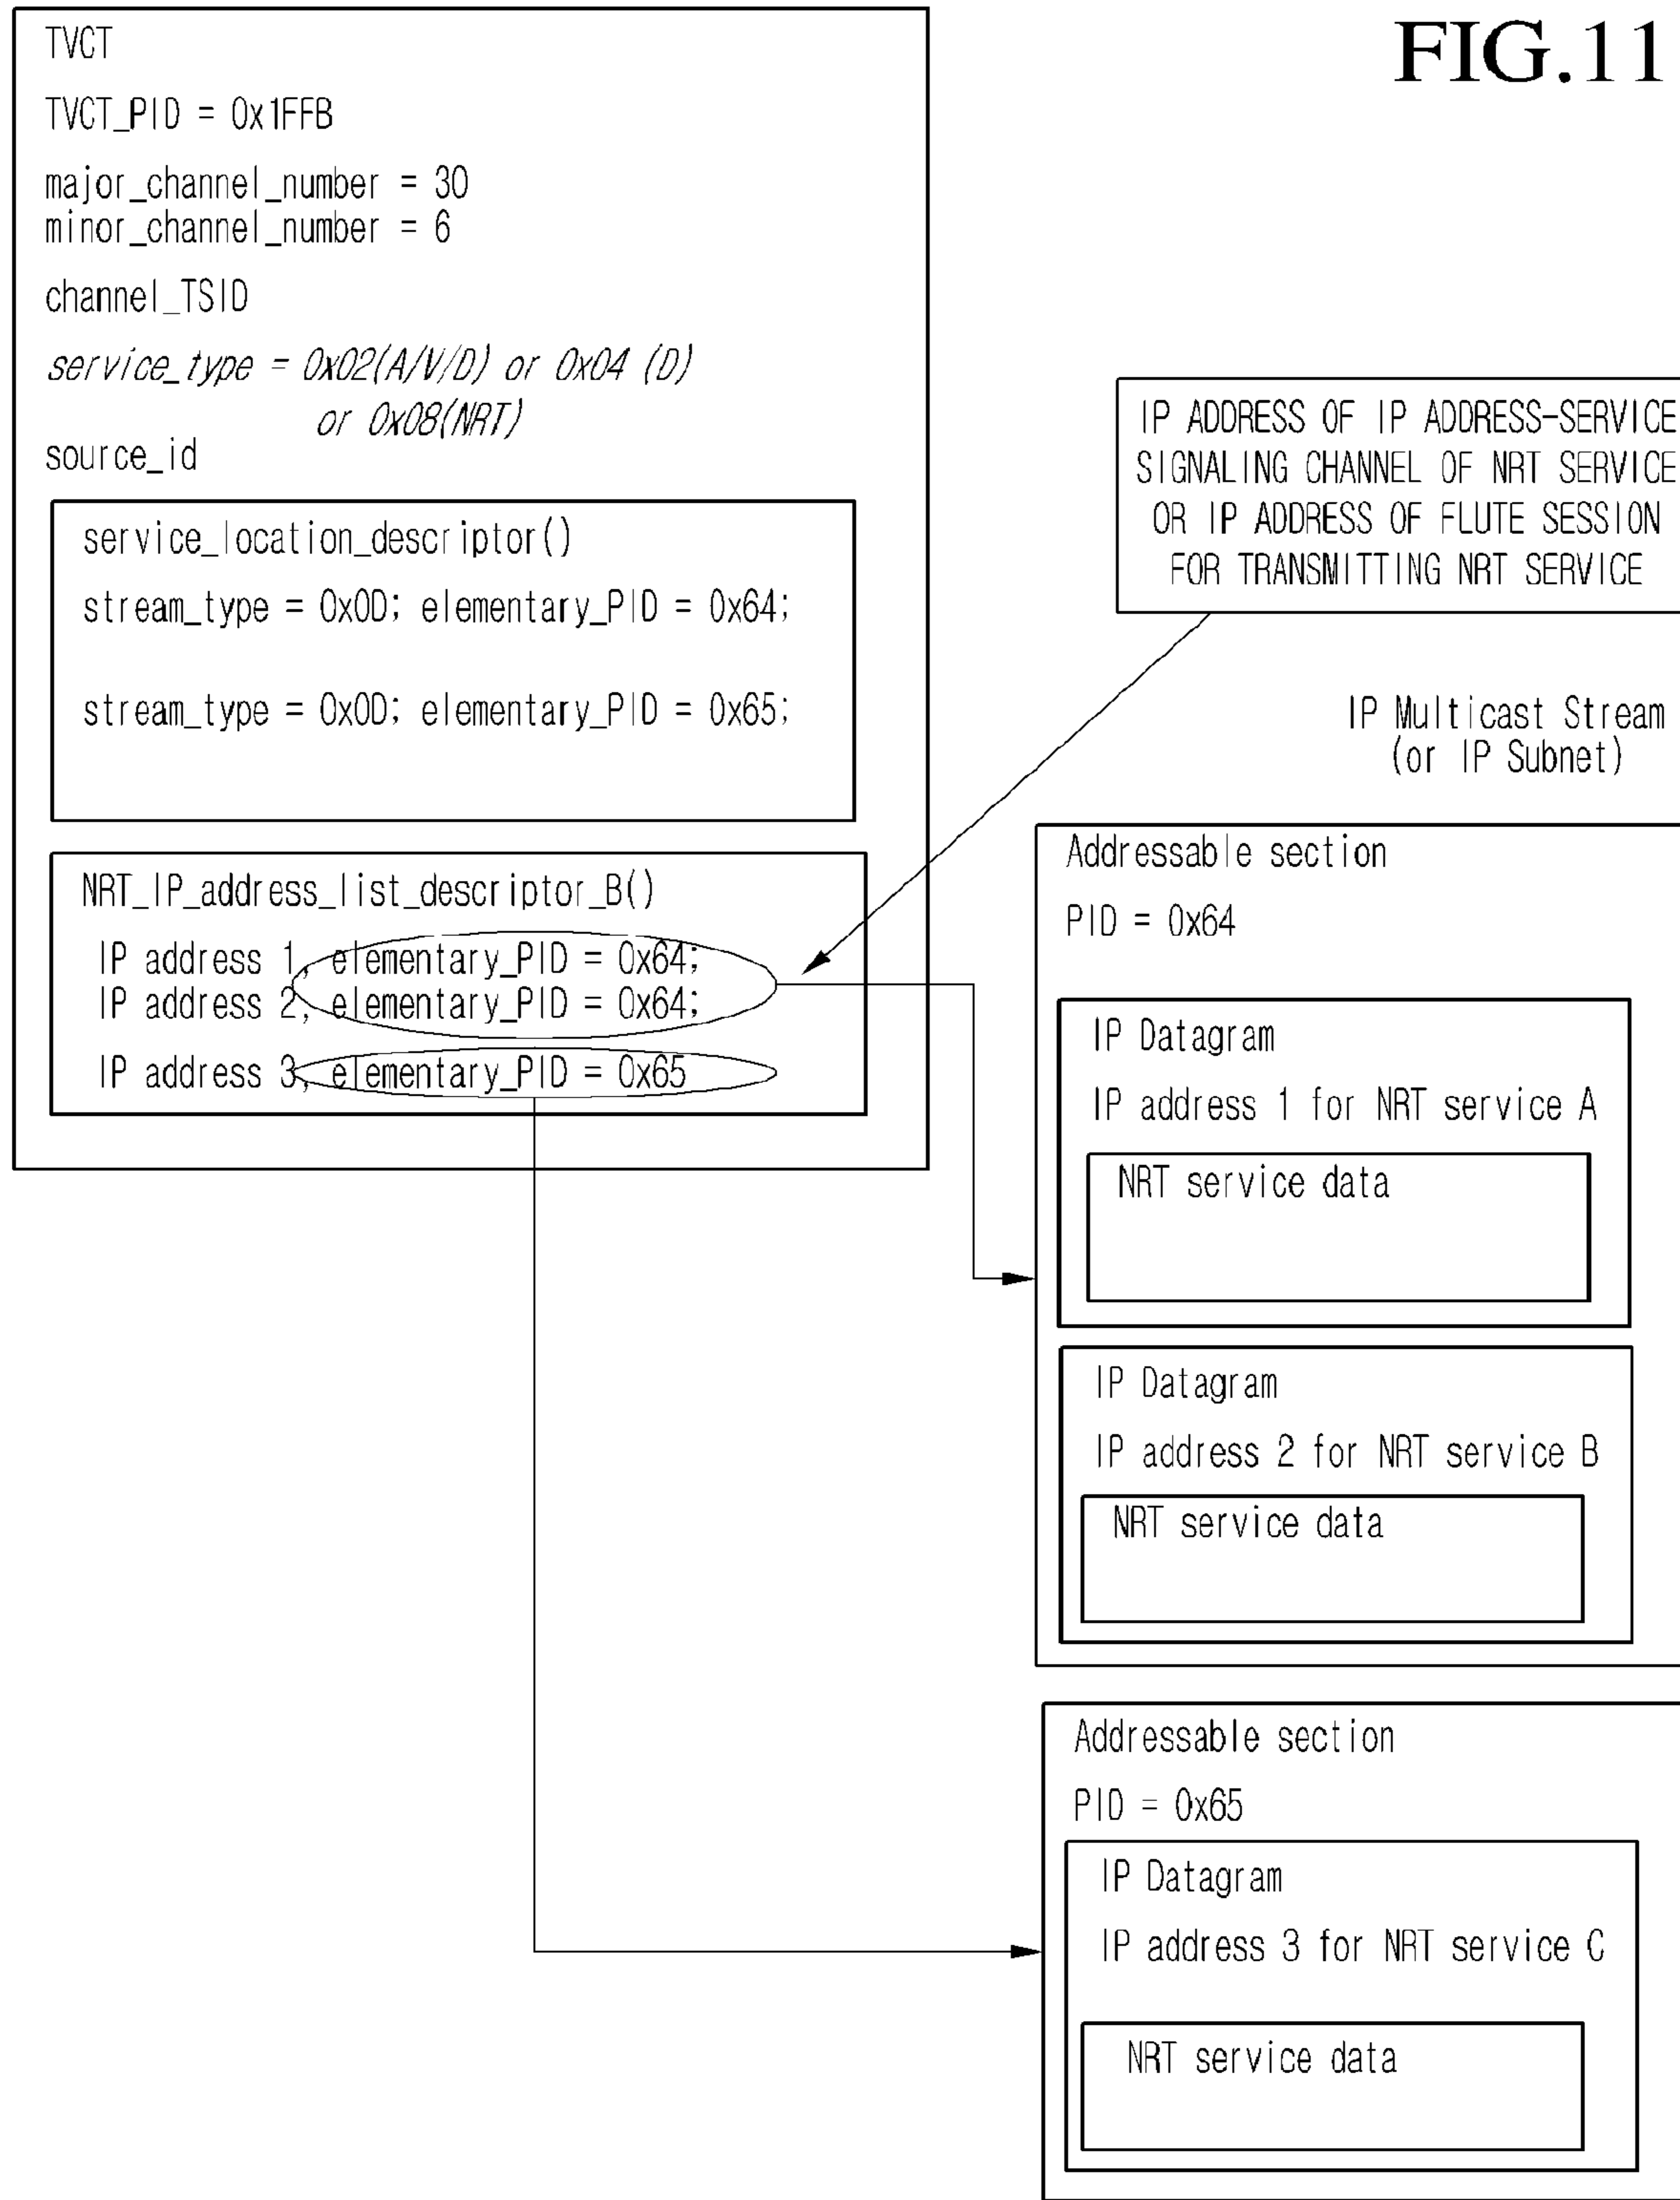 FIG.11
TVCT
TVCT_PID = 0x1FFB
major_channel_number = 30
minor_channel_number = 6
channel_TSID
service_type = 0x02(A/V/D) or 0x04 (D)
or 0x08(NRT)
source_id
service_location_descriptor()
stream_type = 0x0D; elementary_PID = 0x64;
stream_type = 0x0D; elementary_PID = 0x65;
NRT_IP_address_list_descriptor_B()
IP address 1, elementary_PID = 0x64;
IP address 2, elementary_PID = 0x64;
IP address 3, elementary_PID = 0x65
IP ADDRESS OF IP ADDRESS-SERVICE
SIGNALING CHANNEL OF NRT SERVICE
OR IP ADDRESS OF FLUTE SESSION
FOR TRANSMITTING NRT SERVICE
IP Multicast Stream
(or IP Subnet)
Addressable section
PID = 0x64
IP Datagram
IP address 1 for NRT service A
NRT service data
IP Datagram
IP address 2 for NRT service B
NRT service data
Addressable section
PID = 0x65
IP Datagram
IP address 3 for NRT service C
NRT service data